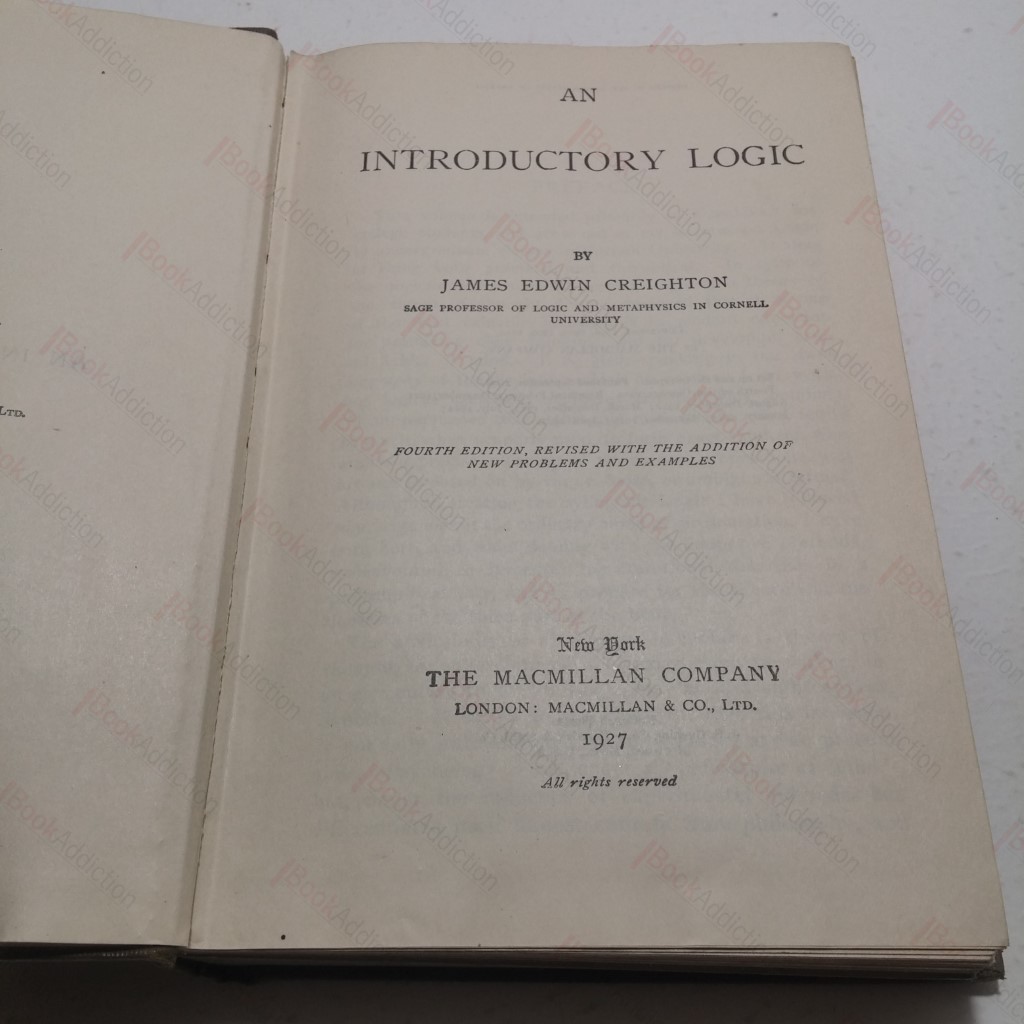 AN
INTRODUCTORY LOGIC
BY
JAMES EDWIN CREIGHTON
SAGE PROFESSOR OF LOGIC AND METAPHYSICS IN CORNELL
UNIVERSITY
LTD.
FOURTH EDITION, REVISED WITH THE ADDITION OF
NEW PROBLEMS AND EXAMPLES
New York
THE MACMILLAN COMPANY
LONDON: MACMILLAN & CO., LTD.
1927
All rights reserved
BookAddiction